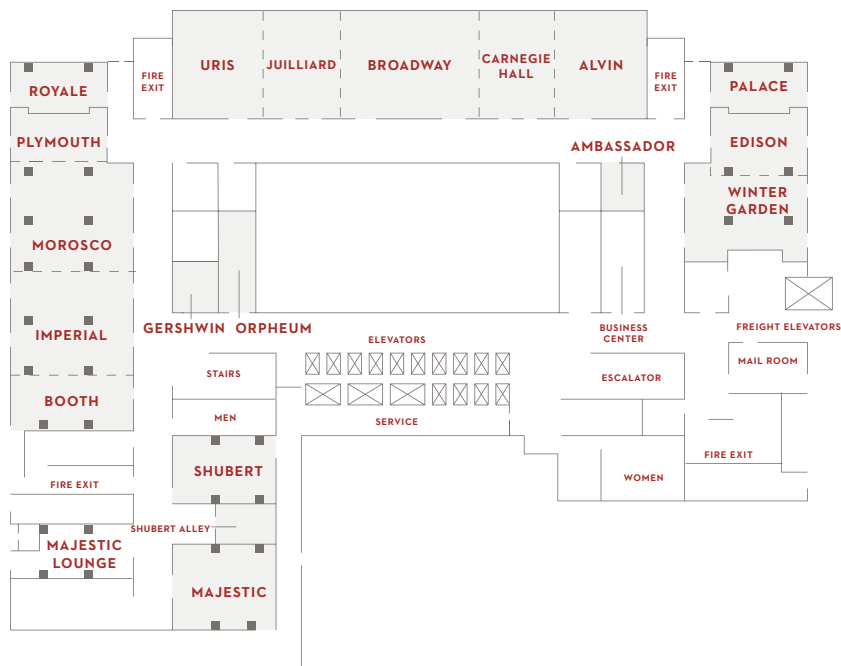 URIS
JUILLIARD
BROADWAY
CARNEGIE
HALL
ALVIN
FIRE
EXIT
FIRE
EXIT
ROYALE
PALACE
PLYMOUTH
AMBASSADOR
EDISON
WINTER
GARDEN
MOROSCO
GERSHWIN
ORPHEUM
IMPERIAL
BUSINESS
CENTER
FREIGHT ELEVATORS
ELEVATORS
MAIL ROOM
STAIRS
ESCALATOR
BOOTH
MEN
SERVICE
FIRE EXIT
SHUBERT
WOMEN
FIRE EXIT
SHUBERT ALLEY
MAJESTIC
LOUNGE
MAJESTIC